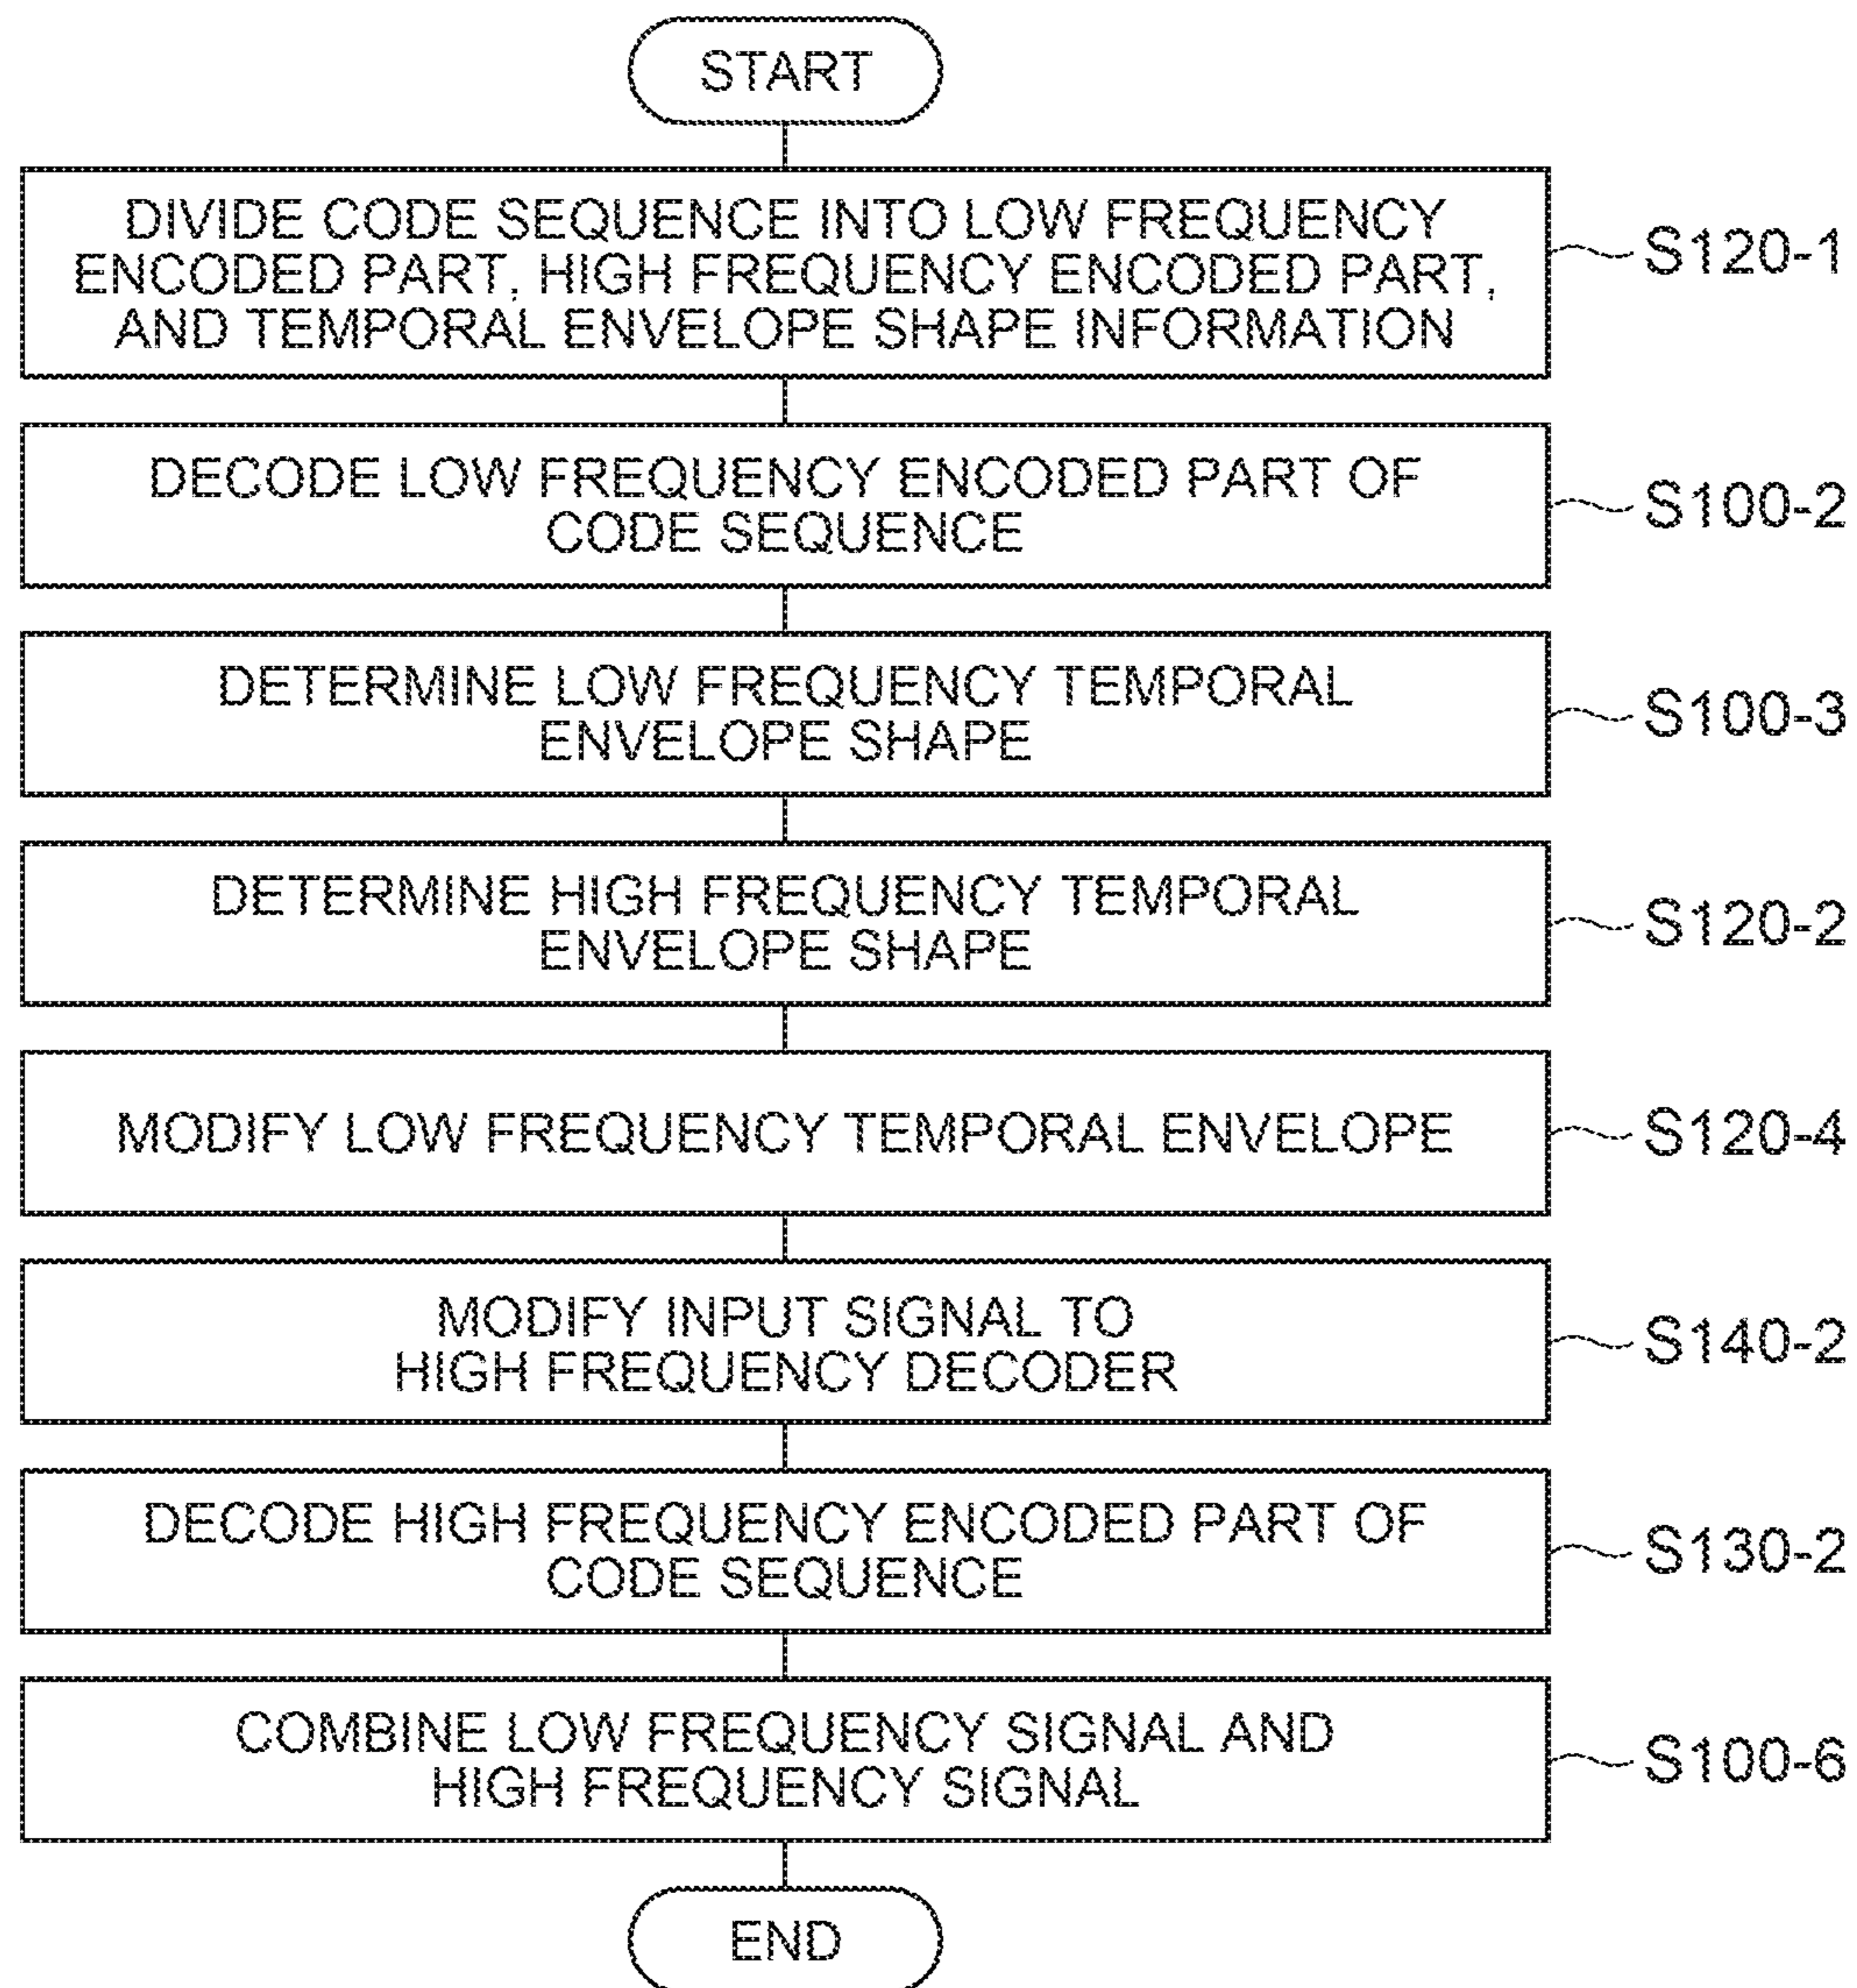 START
DIVIDE CODE SEQUENCE INTO LOW FREQUENCY
ENCODED PART, HIGH FREQUENCY ENCODED PART,
AND TEMPORAL ENVELOPE SHAPE INFORMATION
S120-1
DECODE LOW FREQUENCY ENCODED PART OF
CODE SEQUENCE
S100-2
DETERMINE LOW FREQUENCY TEMPORAL
ENVELOPE SHAPE
S100-3
DETERMINE HIGH FREQUENCY TEMPORAL
ENVELOPE SHAPE
S120-2
MODIFY LOW FREQUENCY TEMPORAL ENVELOPE
S120-4
MODIFY INPUT SIGNAL TO
HIGH FREQUENCY DECODER
S140-2
DECODE HIGH FREQUENCY ENCODED PART OF
CODE SEQUENCE
S130-2
COMBINE LOW FREQUENCY SIGNAL AND
HIGH FREQUENCY SIGNAL
S100-6
END